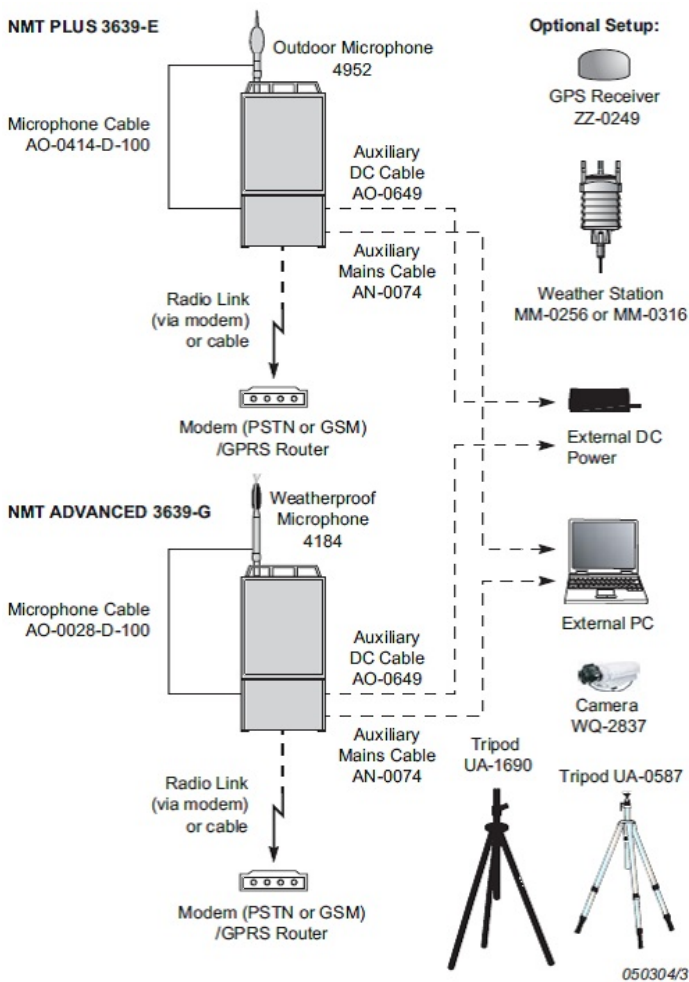 NMT PLUS 3639-E
Outdoor Microphone
4952
Microphone Cable
AO-0414-D-100
Auxiliary
DC Cable
AO-0649
Auxiliary
Mains Cable
AN-0074
Radio Link
(via modem)
or cable
Modem (PSTN or GSM)
/GPRS Router
NMT ADVANCED 3639-G
Weatherproof
Microphone
4184
Microphone Cable
AO-0028-D-100
Auxiliary
DC Cable
AO-0649
Auxiliary
Mains Cable
AN-0074
Radio Link
(via modem)
or cable
Modem (PSTN or GSM)
/GPRS Router
Optional Setup:
GPS Receiver
ZZ-0249
Weather Station
MM-0256 or MM-0316
External DC
Power
External PC
Camera
WQ-2837
Tripod
UA-1690
Tripod UA-0587
050304/3